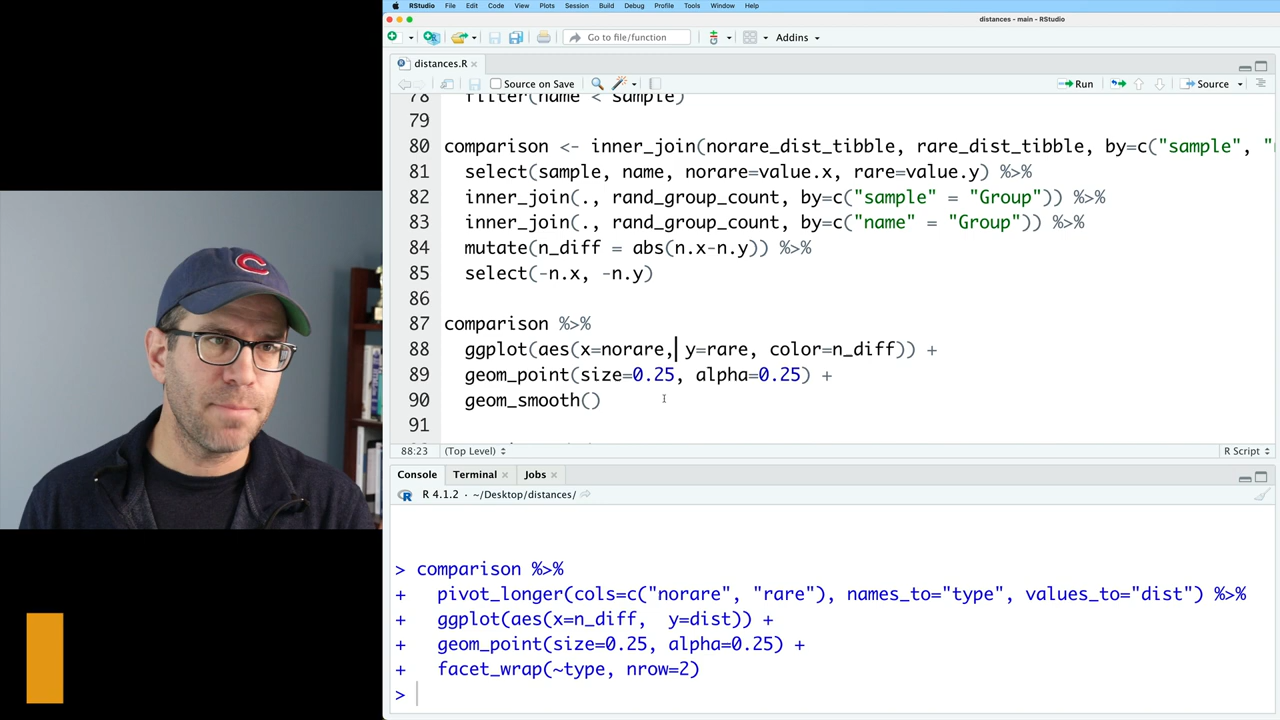 RStudio File Edit Code View Plots Session Build Debug Profile Tools Window Help
distances - main - RStudio
Go to file/function Addins
distances.R
Source on Save Run Source
78 filter(name < sample)
79
80 comparison <- inner_join(norare_dist_tibble, rare_dist_tibble, by=c("sample", "
81 select(sample, name, norare=value.x, rare=value.y) %>%
82 inner_join(., rand_group_count, by=c("sample" = "Group")) %>%
83 inner_join(., rand_group_count, by=c("name" = "Group")) %>%
84 mutate(n_diff = abs(n.x-n.y)) %>%
85 select(-n.x, -n.y)
86
87 comparison %>%
88 ggplot(aes(x=norare, y=rare, color=n_diff)) +
89 geom_point(size=0.25, alpha=0.25) +
90 geom_smooth()
91
88:23 (Top Level) R Script
Console Terminal Jobs
R 4.1.2 · ~/Desktop/distances/
> comparison %>%
+ pivot_longer(cols=c("norare", "rare"), names_to="type", values_to="dist") %>%
+ ggplot(aes(x=n_diff, y=dist)) +
+ geom_point(size=0.25, alpha=0.25) +
+ facet_wrap(~type, nrow=2)
>
C